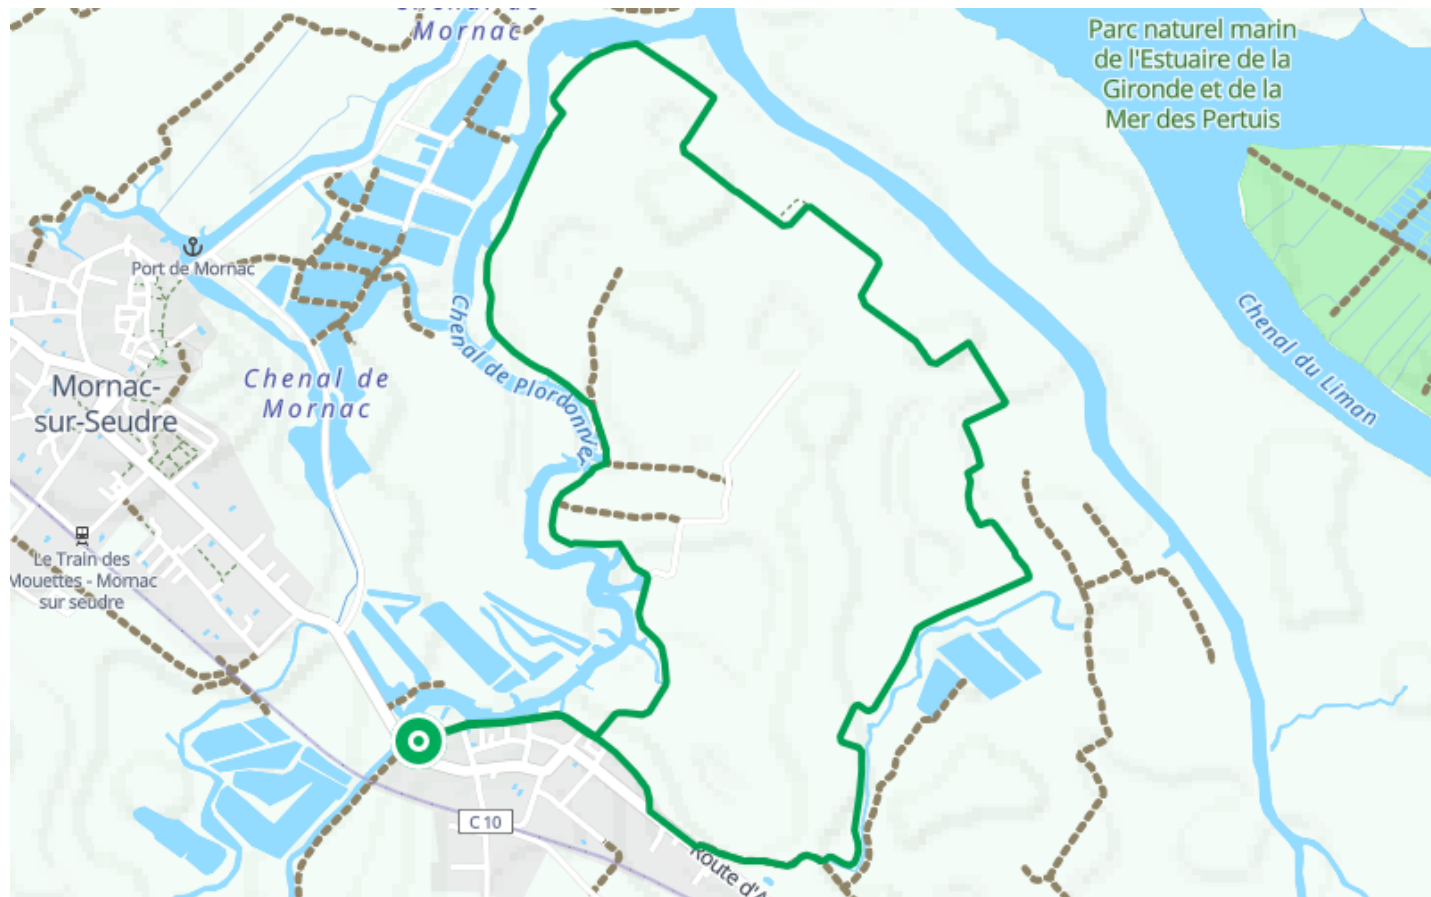 Chenal de
Mornac
Parc naturel marin
de l'Estuaire de la
Gironde et de la
Mer des Pertuis
Port de Mornac
Chenal de Plordonnier
Chenal du Liman
Chenal de
Mornac
Mornac-
sur-Seudre
Le Train des
Mouettes - Mornac
sur seudre
C 10
Route d'A